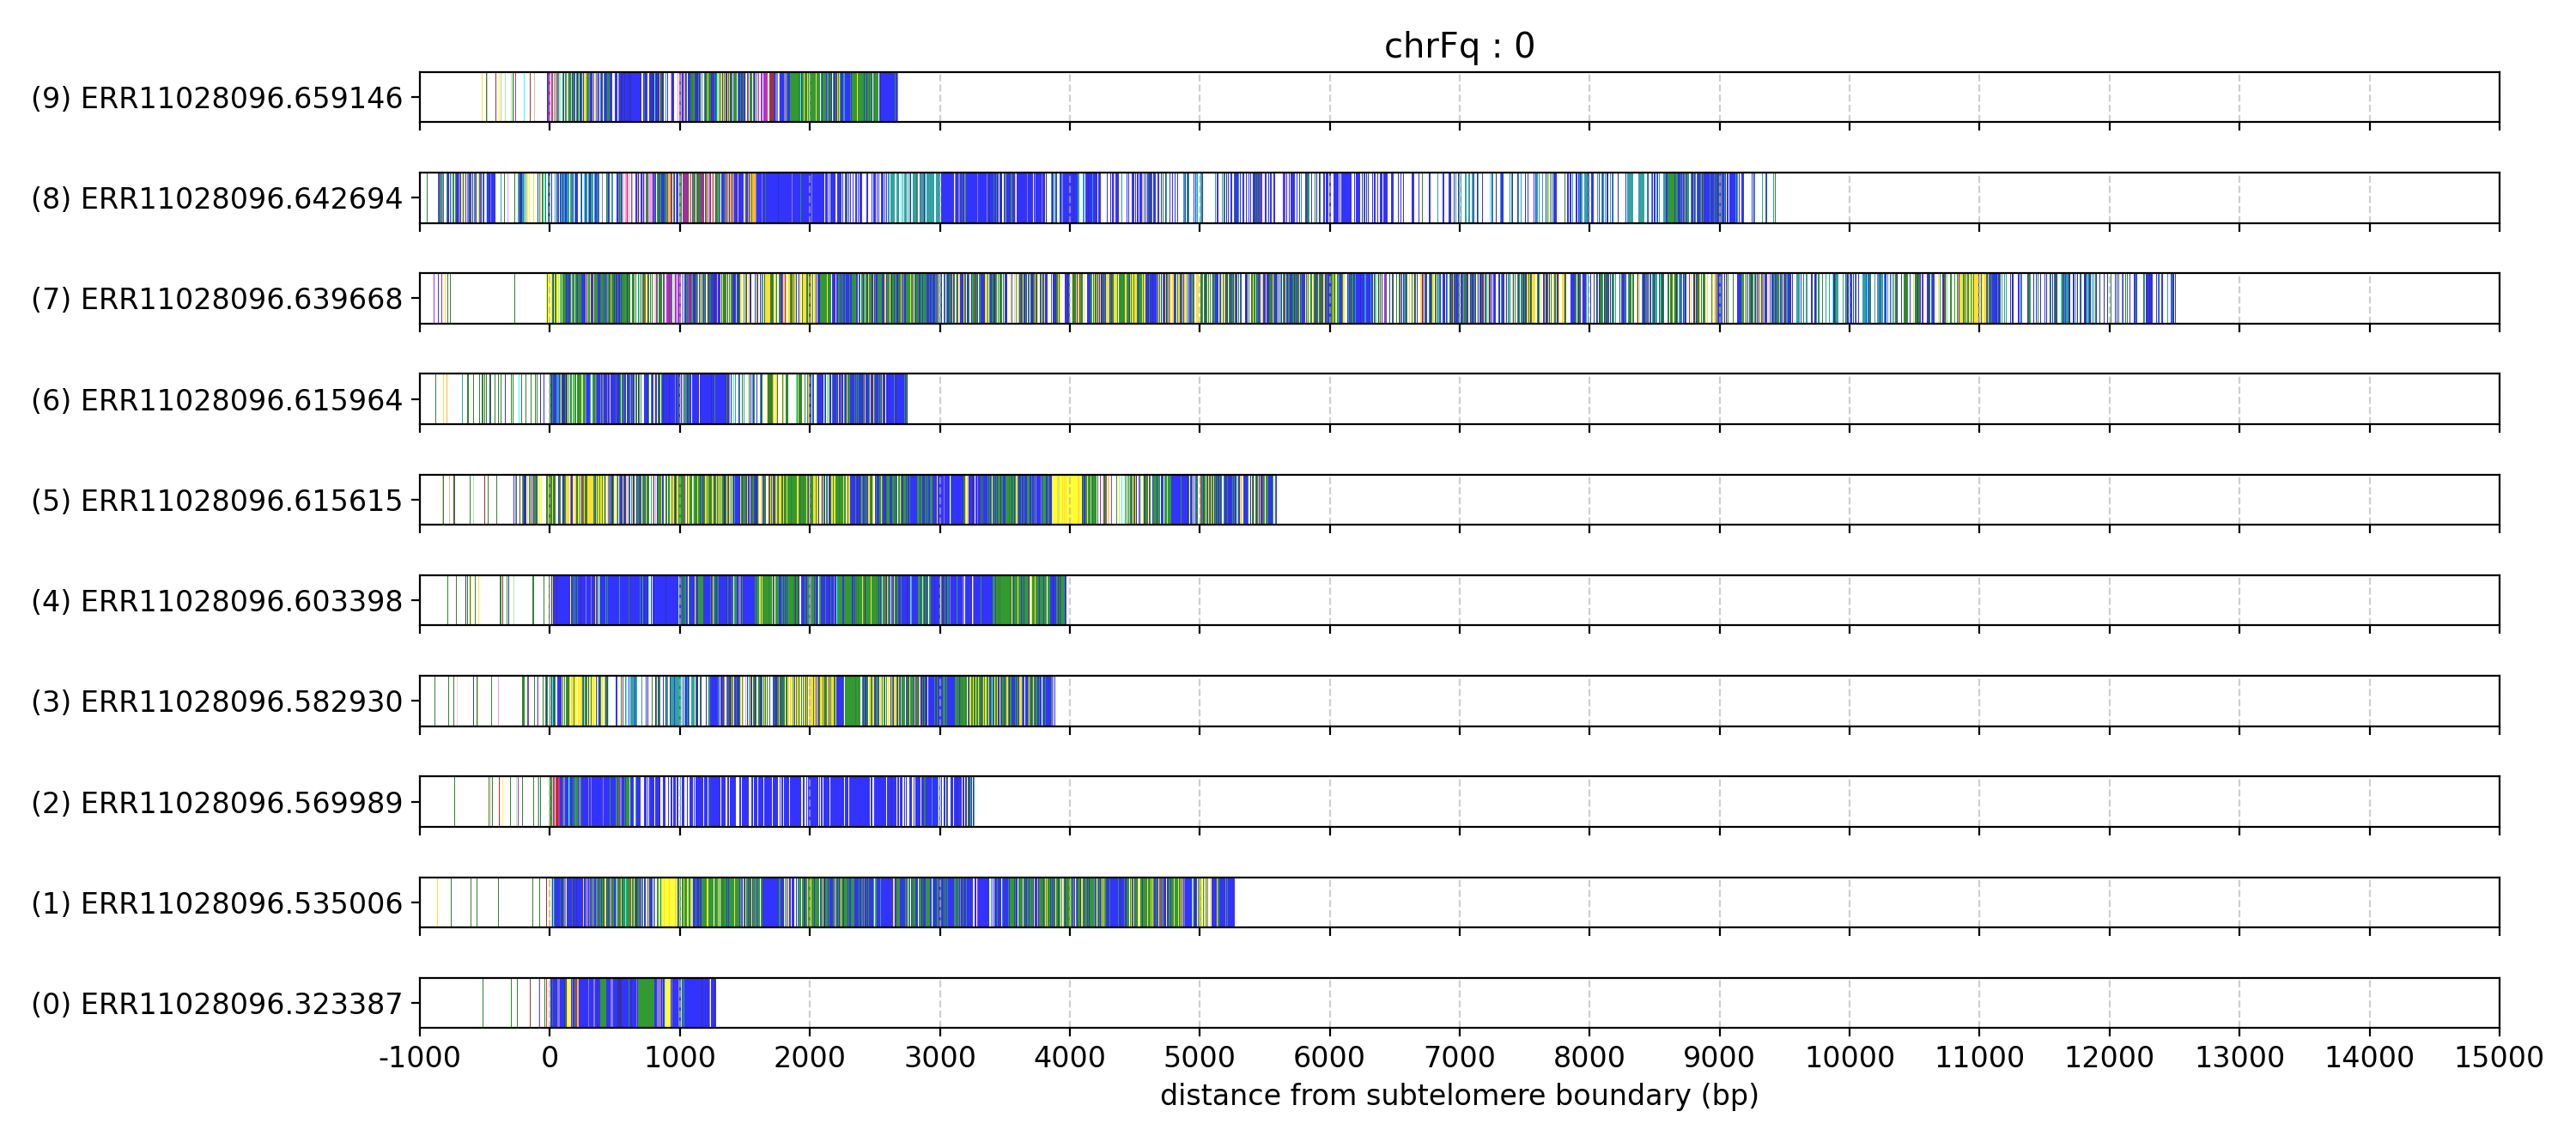 chrFq : 0
(9) ERR11028096.659146
(8) ERR11028096.642694
(7) ERR11028096.639668
(6) ERR11028096.615964
(5) ERR11028096.615615
(4) ERR11028096.603398
(3) ERR11028096.582930
(2) ERR11028096.569989
(1) ERR11028096.535006
(0) ERR11028096.323387
-1000 0 1000 2000 3000 4000 5000 6000 7000 8000 9000 10000 11000 12000 13000 14000 15000
distance from subtelomere boundary (bp)